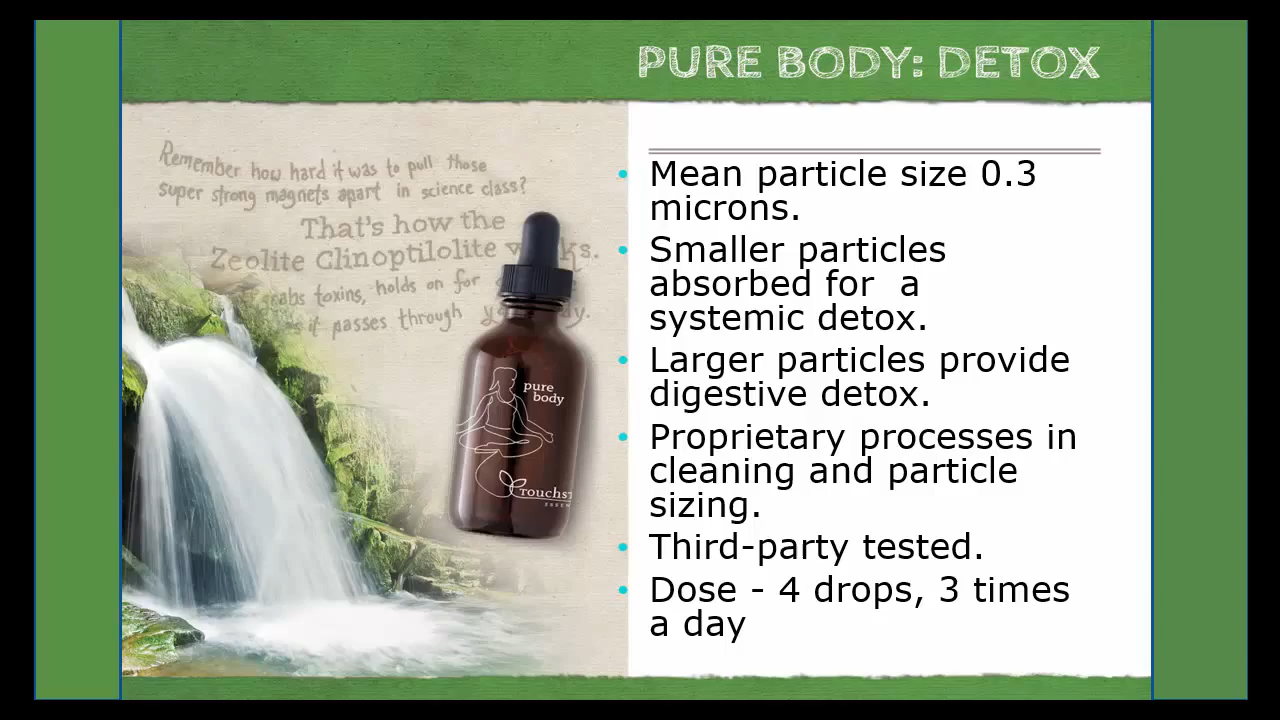 PURE BODY: DETOX
Remember how hard it was to pull those
super strong magnets apart in science class?
That's how the
Zeolite Clinoptilolite
toxins, holds on for
it passes through
pure
body
• Mean particle size 0.3
microns.
• Smaller particles
absorbed for  a
systemic detox.
• Larger particles provide
digestive detox.
• Proprietary processes in
cleaning and particle
sizing.
• Third-party tested.
• Dose - 4 drops, 3 times
a day